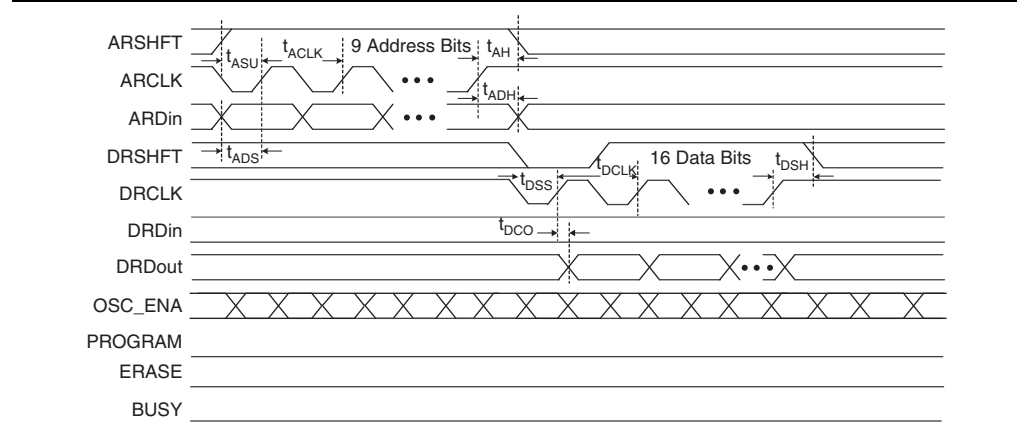 ARSHFT
tASU
tACLK
9 Address Bits
tAH
ARCLK
tADH
ARDin
DRSHFT
tADS
tDCLK
16 Data Bits
tDSH
tDSS
DRCLK
DRDin
tDCO
DRDout
OSC_ENA
PROGRAM
ERASE
BUSY